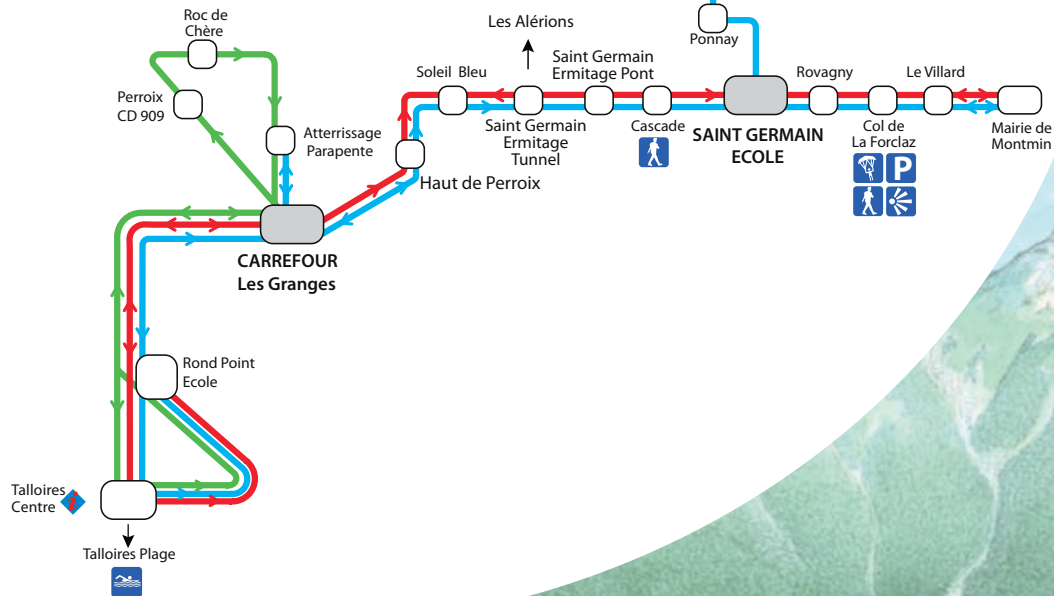 Roc de
Chère
Perroix
CD 909
Atterrissage
Parapente
CARREFOUR
Les Granges
Rond Point
Ecole
Talloires
Centre
i
Talloires Plage
Haut de Perroix
Soleil Bleu
Les Alérions
Saint Germain
Ermitage
Tunnel
Saint Germain
Ermitage Pont
Cascade
Ponnay
SAINT GERMAIN
ECOLE
Rovagny
Col de
La Forclaz
P
Le Villard
Mairie de
Montmin